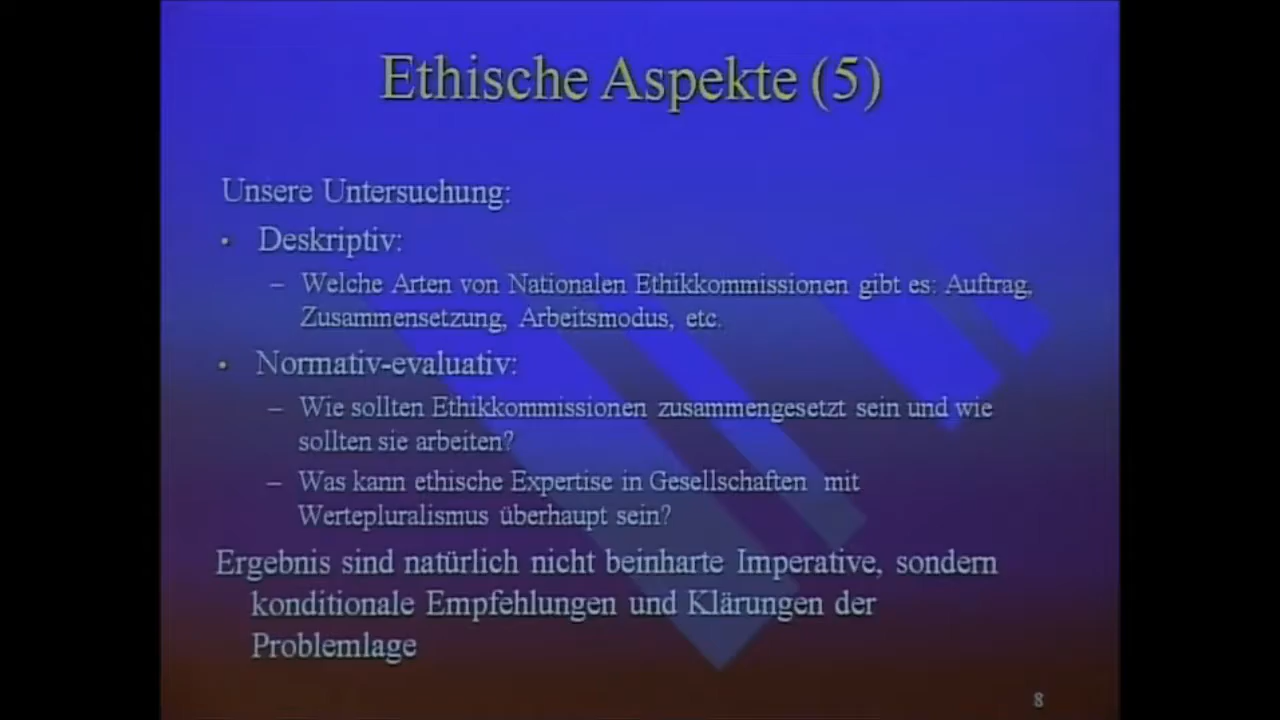 Ethische Aspekte (5)
Unsere Untersuchung:
• Deskriptiv:
– Welche Arten von Nationalen Ethikkommissionen gibt es: Auftrag,
Zusammensetzung, Arbeitsmodus, etc.
• Normativ-evaluativ:
– Wie sollten Ethikkommissionen zusammengesetzt sein und wie
sollten sie arbeiten?
– Was kann ethische Expertise in Gesellschaften mit
Wertepluralismus überhaupt sein?
Ergebnis sind natürlich nicht beinharte Imperative, sondern
konditionale Empfehlungen und Klärungen der
Problemlage
8